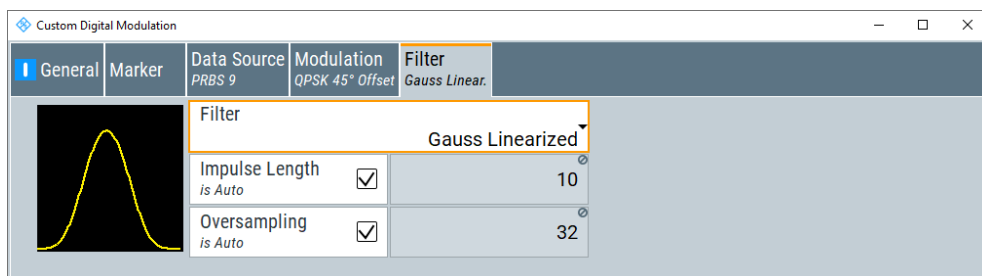 Custom Digital Modulation
General
Marker
Data Source
PRBS 9
Modulation
QPSK 45° Offset
Filter
Gauss Linear.
Filter
Gauss Linearized
Impulse Length
is Auto
10
Oversampling
is Auto
32